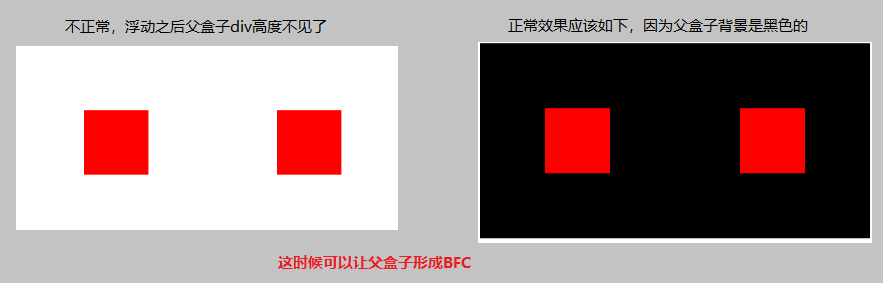 不正常，浮动之后父盒子div高度不见了
正常效果应该如下，因为父盒子背景是黑色的
这时候可以让父盒子形成BFC